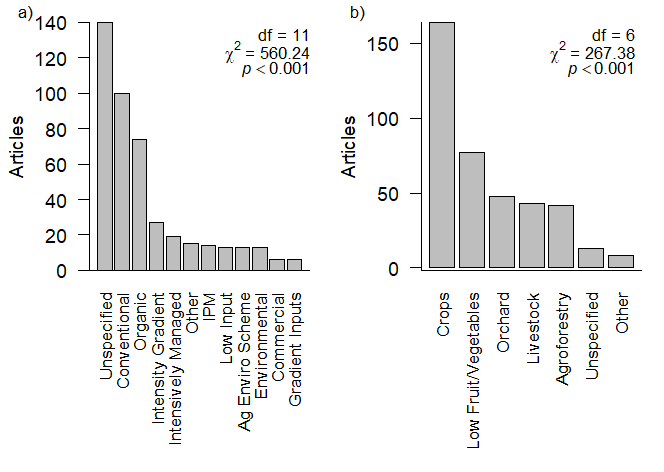 a)
df = 11
χ² = 560.24
p < 0.001
Articles
140
120
100
80
60
40
20
0
Unspecified
Conventional
Organic
Intensity Gradient
Intensively Managed
Other
IPM
Low Input
Ag Enviro Scheme
Environmental
Commercial
Gradient Inputs
b)
df = 6
χ² = 267.38
p < 0.001
Articles
150
100
50
0
Crops
Low Fruit/Vegetables
Orchard
Livestock
Agroforestry
Unspecified
Other